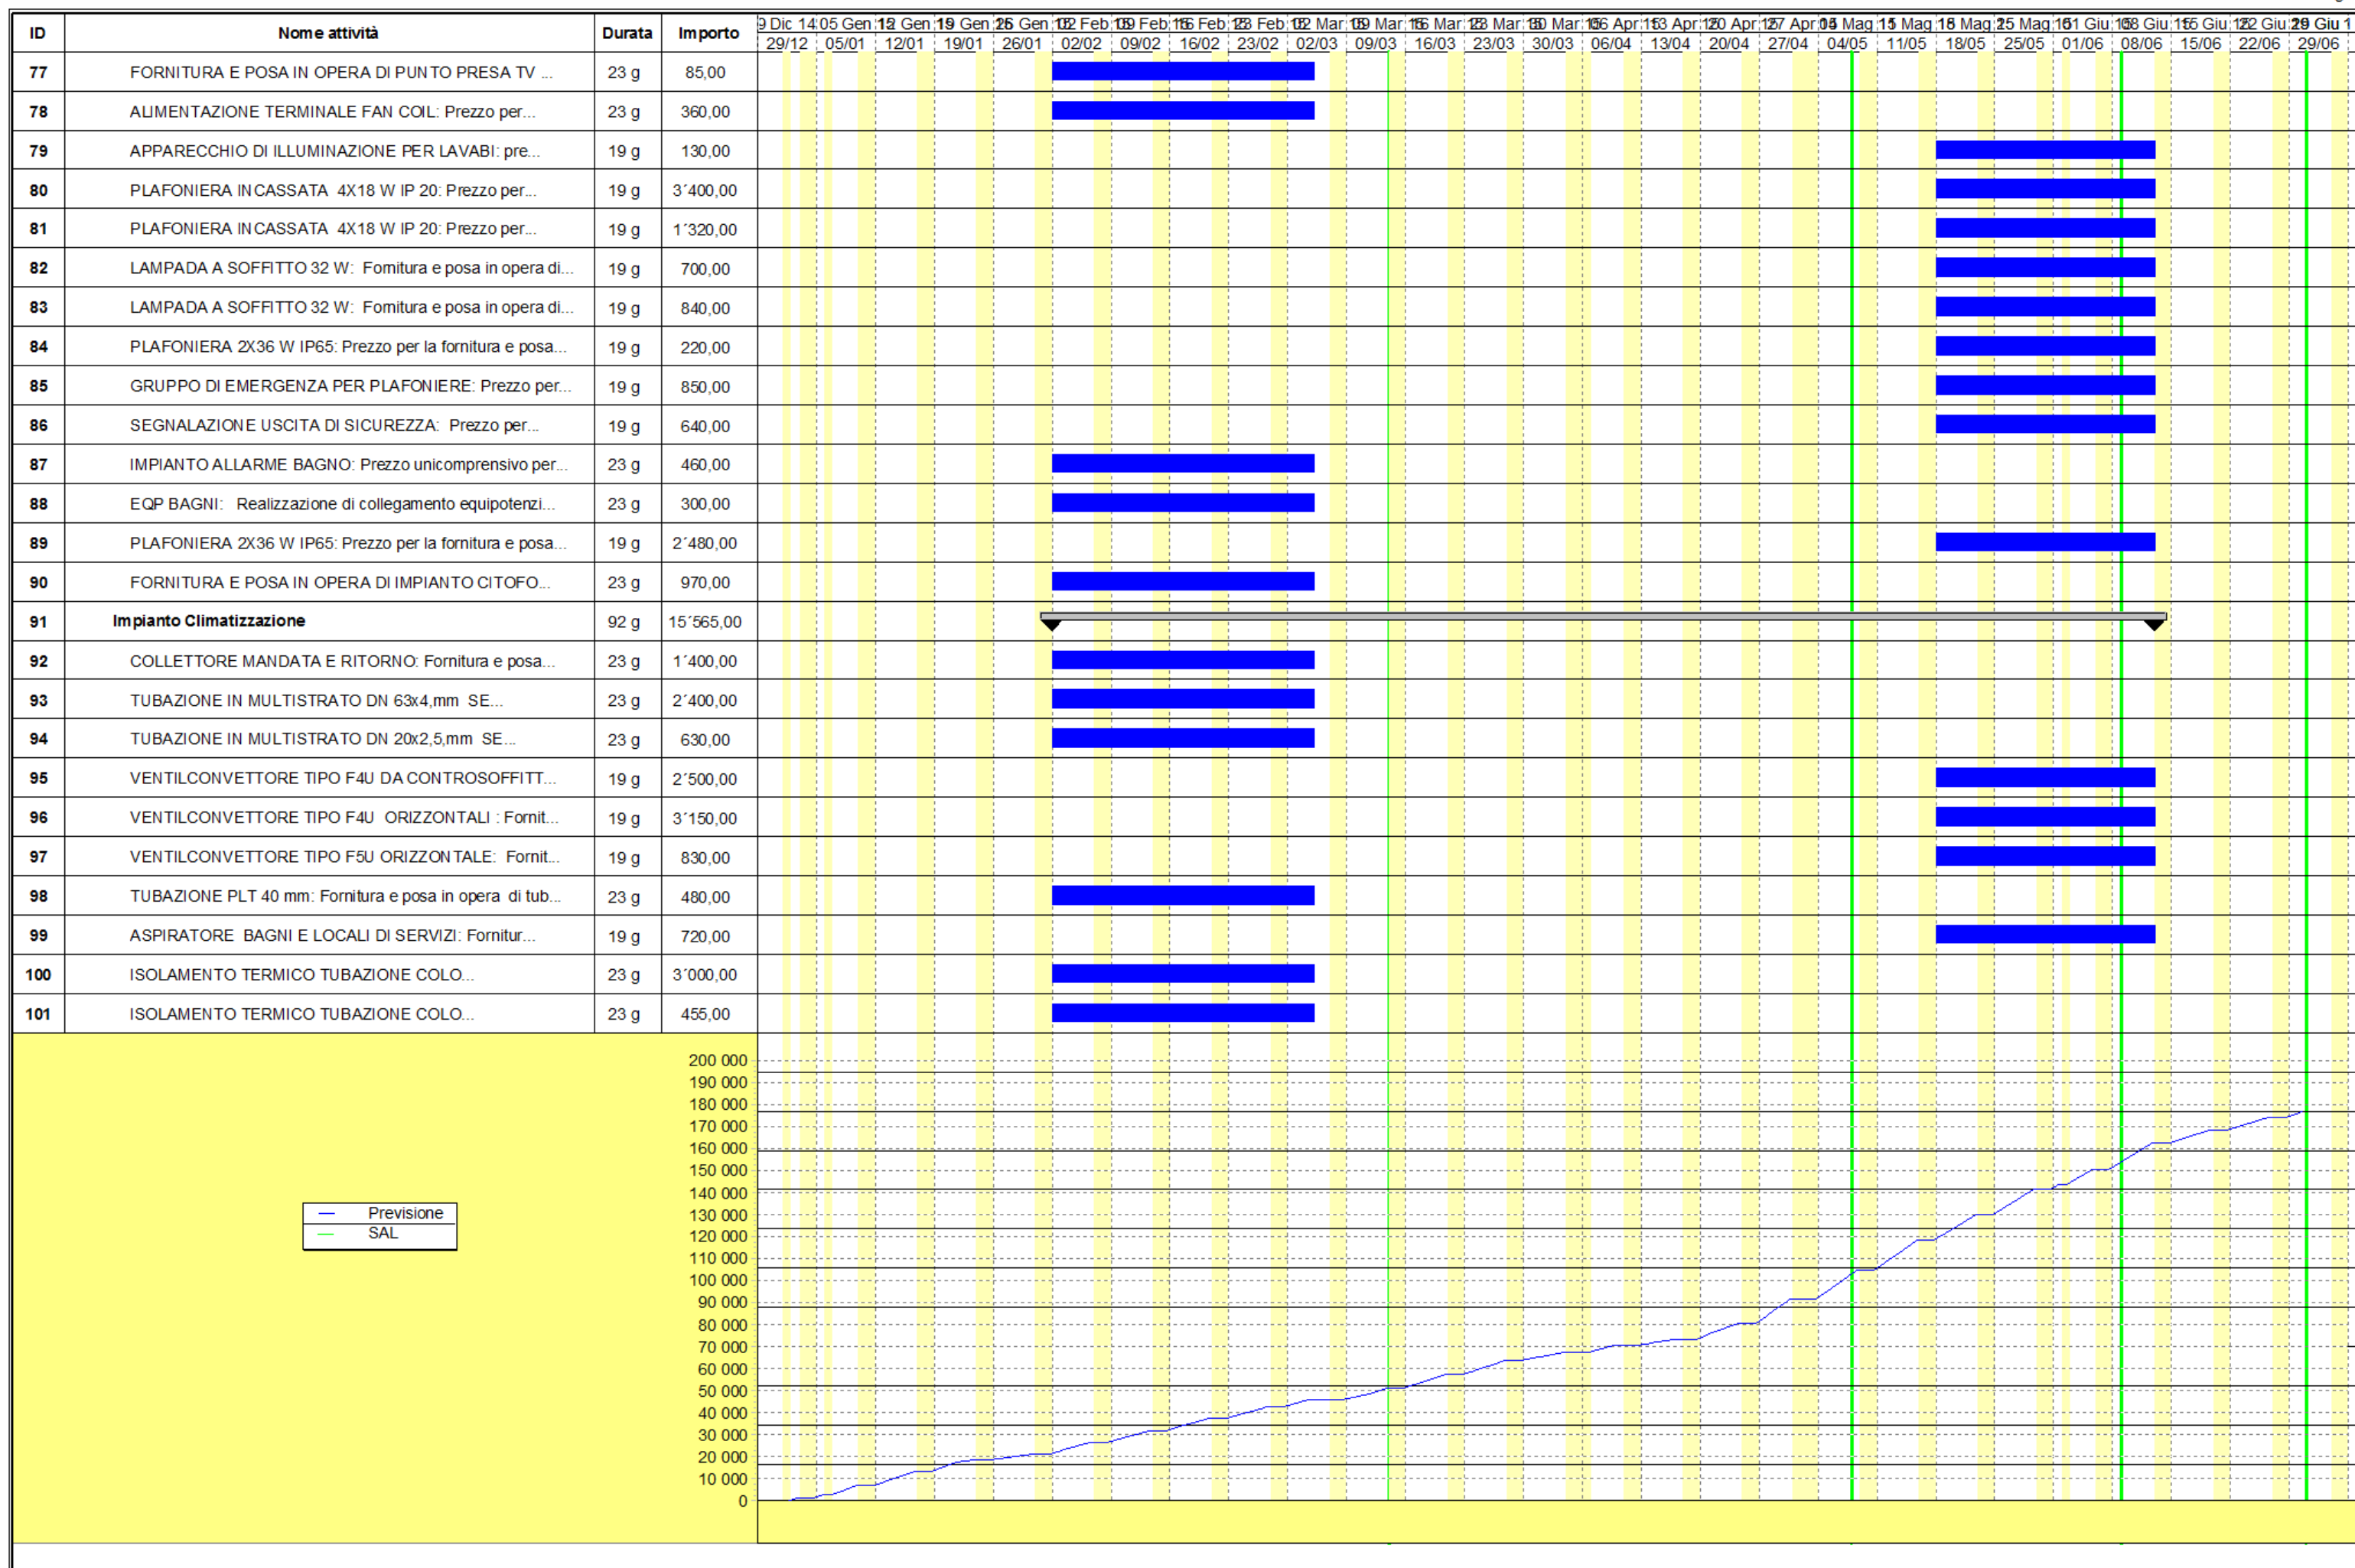 ID Nome attività Durata Importo
29/12 05/01 12/01 19/01 26/01 02/02 09/02 16/02 23/02 02/03 09/03 16/03 23/03 30/03 06/04 13/04 20/04 27/04 04/05 11/05 18/05 25/05 01/06 08/06 15/06 22/06 29/06
77 FORNITURA E POSA IN OPERA DI PUNTO PRESA TV ... 23 g 85,00
78 ALIMENTAZIONE TERMINALE FAN COIL: Prezzo per... 23 g 360,00
79 APPARECCHIO DI ILLUMINAZIONE PER LAVABI: pre... 19 g 130,00
80 PLAFONIERA INCASSATA 4X18 W IP 20: Prezzo per... 19 g 3´400,00
81 PLAFONIERA INCASSATA 4X18 W IP 20: Prezzo per... 19 g 1´320,00
82 LAMPADA A SOFFITTO 32 W: Fornitura e posa in opera di... 19 g 700,00
83 LAMPADA A SOFFITTO 32 W: Fornitura e posa in opera di... 19 g 840,00
84 PLAFONIERA 2X36 W IP65: Prezzo per la fornitura e posa... 19 g 220,00
85 GRUPPO DI EMERGENZA PER PLAFONIERE: Prezzo per... 19 g 850,00
86 SEGNALAZIONE USCITA DI SICUREZZA: Prezzo per... 19 g 640,00
87 IMPIANTO ALLARME BAGNO: Prezzo unicomprensivo per... 23 g 460,00
88 EQP BAGNI: Realizzazione di collegamento equipotenzi... 23 g 300,00
89 PLAFONIERA 2X36 W IP65: Prezzo per la fornitura e posa... 19 g 2´480,00
90 FORNITURA E POSA IN OPERA DI IMPIANTO CITOFO... 23 g 970,00
91 Impianto Climatizzazione 92 g 15´565,00
92 COLLETTORE MANDATA E RITORNO: Fornitura e posa... 23 g 1´400,00
93 TUBAZIONE IN MULTISTRATO DN 63x4,mm SE... 23 g 2´400,00
94 TUBAZIONE IN MULTISTRATO DN 20x2,5,mm SE... 23 g 630,00
95 VENTILCONVETTORE TIPO F4U DA CONTROSOFFITT... 19 g 2´500,00
96 VENTILCONVETTORE TIPO F4U ORIZZONTALI : Fornit... 19 g 3´150,00
97 VENTILCONVETTORE TIPO F5U ORIZZONTALE: Fornit... 19 g 830,00
98 TUBAZIONE PLT 40 mm: Fornitura e posa in opera di tub... 23 g 480,00
99 ASPIRATORE BAGNI E LOCALI DI SERVIZI: Fornitur... 19 g 720,00
100 ISOLAMENTO TERMICO TUBAZIONE COLO... 23 g 3´000,00
101 ISOLAMENTO TERMICO TUBAZIONE COLO... 23 g 455,00
200 000
190 000
180 000
170 000
160 000
150 000
140 000
130 000
120 000
110 000
100 000
90 000
80 000
70 000
60 000
50 000
40 000
30 000
20 000
10 000
0
Previsione
SAL